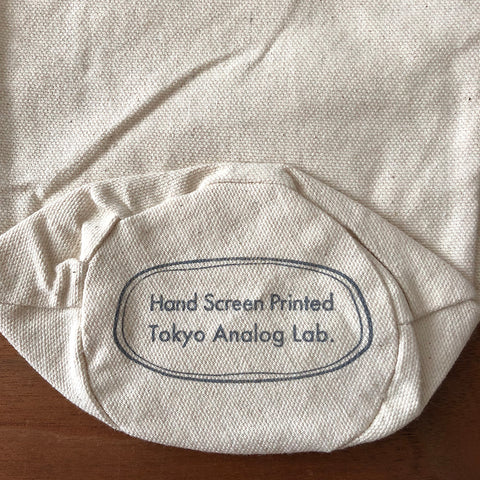 Hand Screen Printed
Tokyo Analog Lab.